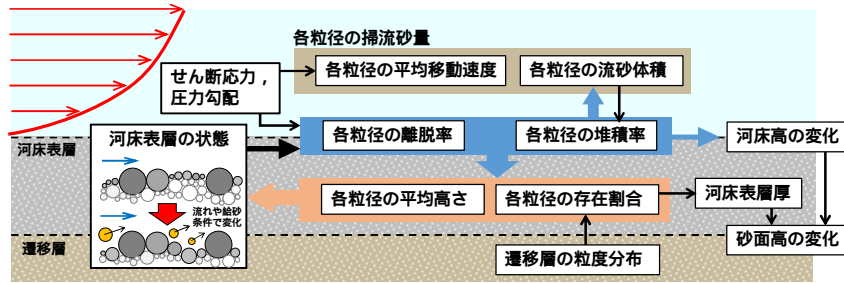 各粒径の掃流砂量
せん断応力，
圧力勾配
各粒径の平均移動速度
各粒径の流砂体積
河床表層
河床表層の状態
各粒径の離脱率
各粒径の堆積率
河床高の変化
流れや給砂
条件で変化
各粒径の平均高さ
各粒径の存在割合
河床表層厚
砂面高の変化
遷移層
遷移層の粒度分布